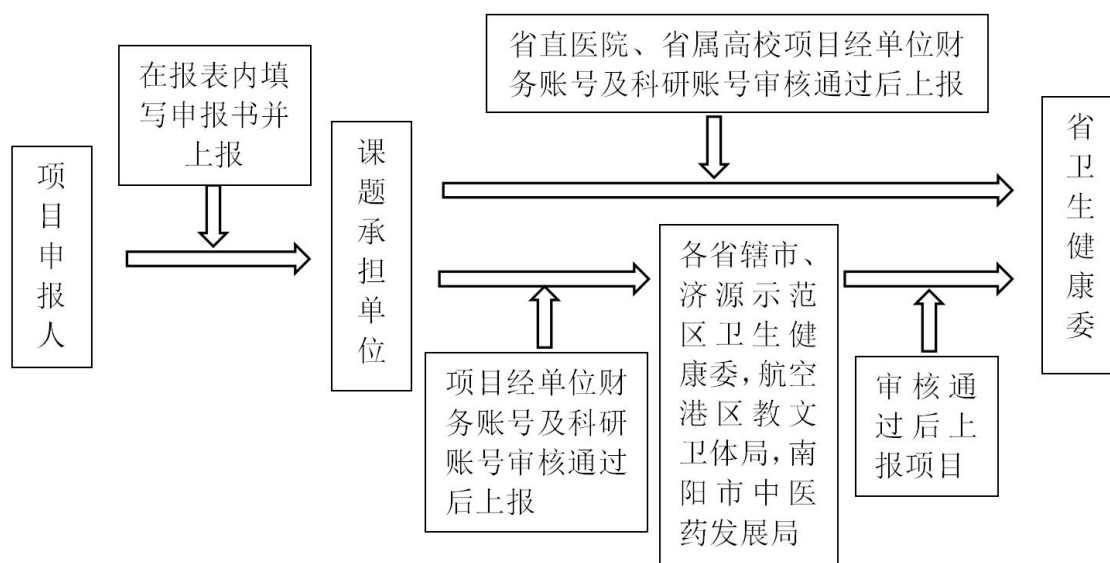 项目申报人
在报表内填
写申报书并
上报
课题承担单位
省直医院、省属高校项目经单位财
务账号及科研账号审核通过后上报
项目经单位财
务账号及科研
账号审核通过
后上报
各省辖市、
济源示范
区卫生健
康委,航空
港区教文
卫体局,南
阳市中医
药发展局
审核通
过后上
报项目
省卫生健康委